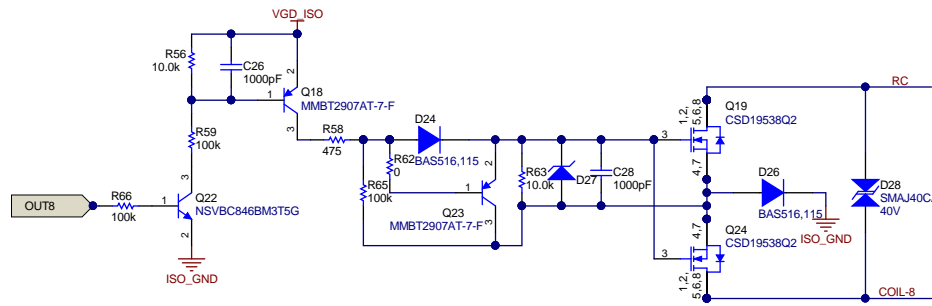 VGD_ISO
R56
10.0k
C26
1000pF
2
1
Q18
MMBT2907AT-7-F
3
R59
100k
R58
475
D24
BAS516,115
R62
0
R65
100k
2
1
3
Q23
MMBT2907AT-7-F
R63
10.0k
D27
C28
1000pF
OUT8
R66
100k
1
3
Q22
NSVBC846BM3T5G
2
ISO_GND
RC
Q19
CSD19538Q2
1,2,
5,6,8
3
4,7
D26
BAS516,115
ISO_GND
D28
SMAJ40CA
40V
4,7
Q24
CSD19538Q2
3
1,2,
5,6,8
COIL-8